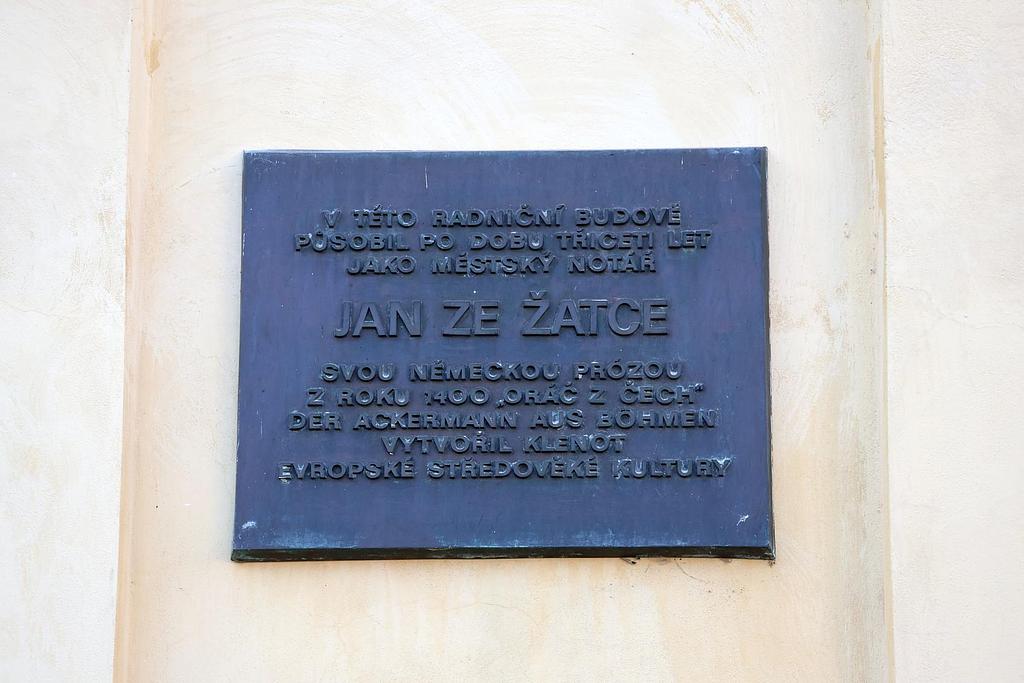 V TÉTO RADNIČNÍ BUDOVĚ
PŮSOBIL PO DOBU TŘICETI LET
JAKO MĚSTSKÝ NOTÁŘ
JAN ZE ŽATCE
SVOU NĚMECKOU PRÓZOU
Z ROKU 1400 „ORÁČ Z ČECH"
DER ACKERMANN AUS BÖHMEN
VYTVOŘIL KLENOT
EVROPSKÉ STŘEDOVĚKÉ KULTURY